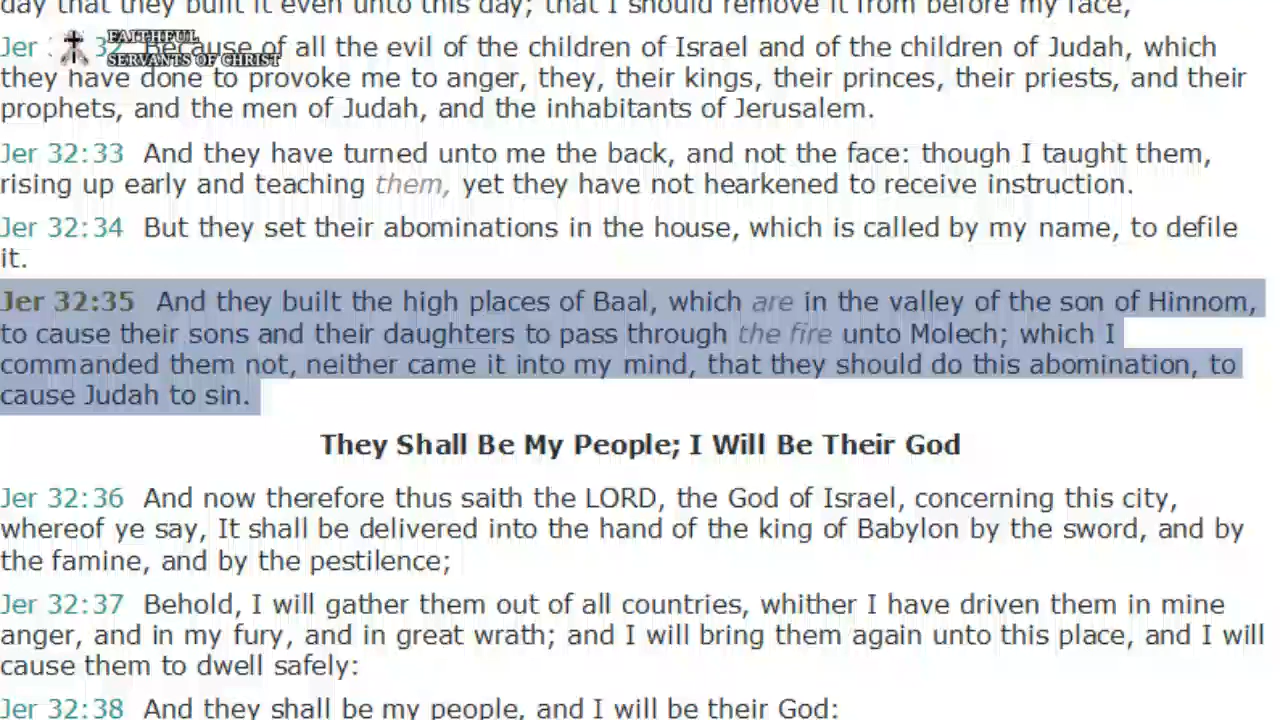 day that they built it even unto this day; that I should remove it from before my face,
FAITHFUL
SERVANTS OF CHRIST
Jer 32 Because of all the evil of the children of Israel and of the children of Judah, which
they have done to provoke me to anger, they, their kings, their princes, their priests, and their
prophets, and the men of Judah, and the inhabitants of Jerusalem.
Jer 32:33 And they have turned unto me the back, and not the face: though I taught them,
rising up early and teaching them, yet they have not hearkened to receive instruction.
Jer 32:34 But they set their abominations in the house, which is called by my name, to defile
it.
Jer 32:35 And they built the high places of Baal, which are in the valley of the son of Hinnom,
to cause their sons and their daughters to pass through the fire unto Molech; which I
commanded them not, neither came it into my mind, that they should do this abomination, to
cause Judah to sin.
They Shall Be My People; I Will Be Their God
Jer 32:36 And now therefore thus saith the LORD, the God of Israel, concerning this city,
whereof ye say, It shall be delivered into the hand of the king of Babylon by the sword, and by
the famine, and by the pestilence;
Jer 32:37 Behold, I will gather them out of all countries, whither I have driven them in mine
anger, and in my fury, and in great wrath; and I will bring them again unto this place, and I will
cause them to dwell safely:
Jer 32:38 And they shall be my people, and I will be their God: